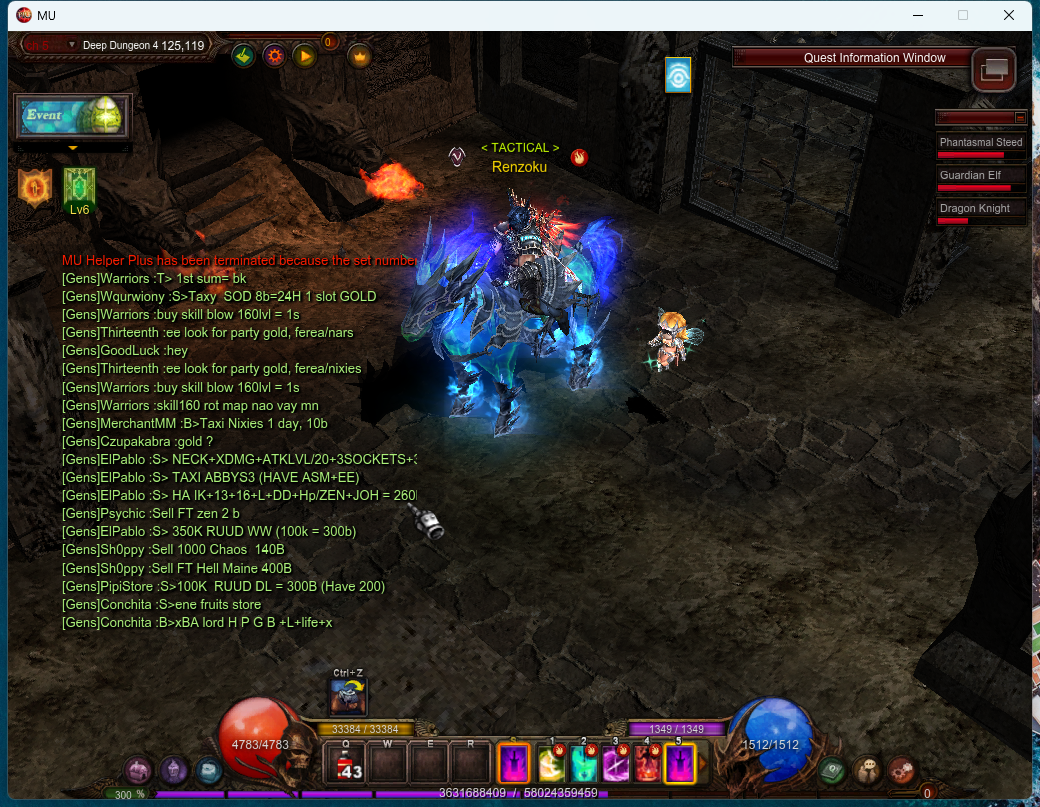 MU
Deep Dungeon 4 125,119
0
Quest Information Window
Event
Phantasmal Steed
Guardian Elf
Dragon Knight
< TACTICAL >
Renzoku
Lv6
MU Helper Plus has been terminated because the set number
[Gens]Warriors :T> 1st sum= bk
[Gens]Wqurwiony :S>Taxy  SOD 8b=24H 1 slot GOLD
[Gens]Warriors :buy skill blow 160lvl = 1s
[Gens]Thirteenth :ee look for party gold, ferea/nars
[Gens]GoodLuck :hey
[Gens]Thirteenth :ee look for party gold, ferea/nixies
[Gens]Warriors :buy skill blow 160lvl = 1s
[Gens]Warriors :skill160 rot map nao vay mn
[Gens]MerchantMM :B>Taxi Nixies 1 day, 10b
[Gens]Czupakabra :gold ?
[Gens]ElPablo :S> NECK+XDMG+ATKLVL/20+3SOCKETS+
[Gens]ElPablo :S> TAXI ABBYS3 (HAVE ASM+EE)
[Gens]ElPablo :S> HA IK+13+16+L+DD+Hp/ZEN+JOH = 260
[Gens]Psychic :Sell FT zen 2 b
[Gens]ElPablo :S> 350K RUUD WW (100k = 300b)
[Gens]Sh0ppy :Sell 1000 Chaos  140B
[Gens]Sh0ppy :Sell FT Hell Maine 400B
[Gens]PipiStore :S>100K  RUUD DL = 300B (Have 200)
[Gens]Conchita :S>ene fruits store
[Gens]Conchita :B>xBA lord H P G B +L+life+x
Ctrl+Z
33384 / 33384
1349 / 1349
4783/4783
1512/1512
Q W E R 1 2 3 4 5
43
300 %
3631688409 / 58024359459
0